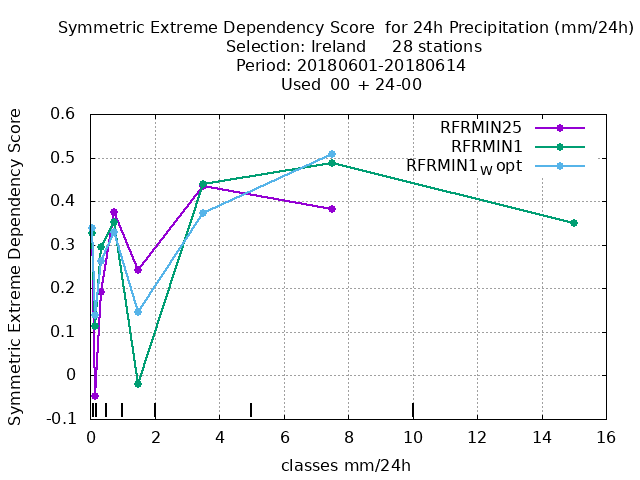 Symmetric Extreme Dependency Score for 24h Precipitation (mm/24h)
Selection: Ireland 28 stations
Period: 20180601-20180614
Used 00 + 24-00
Symmetric Extreme Dependency Score
0.6
0.5
0.4
0.3
0.2
0.1
0
-0.1
RFRMIN25
RFRMIN1
RFRMIN1w opt
0 2 4 6 8 10 12 14 16
classes mm/24h